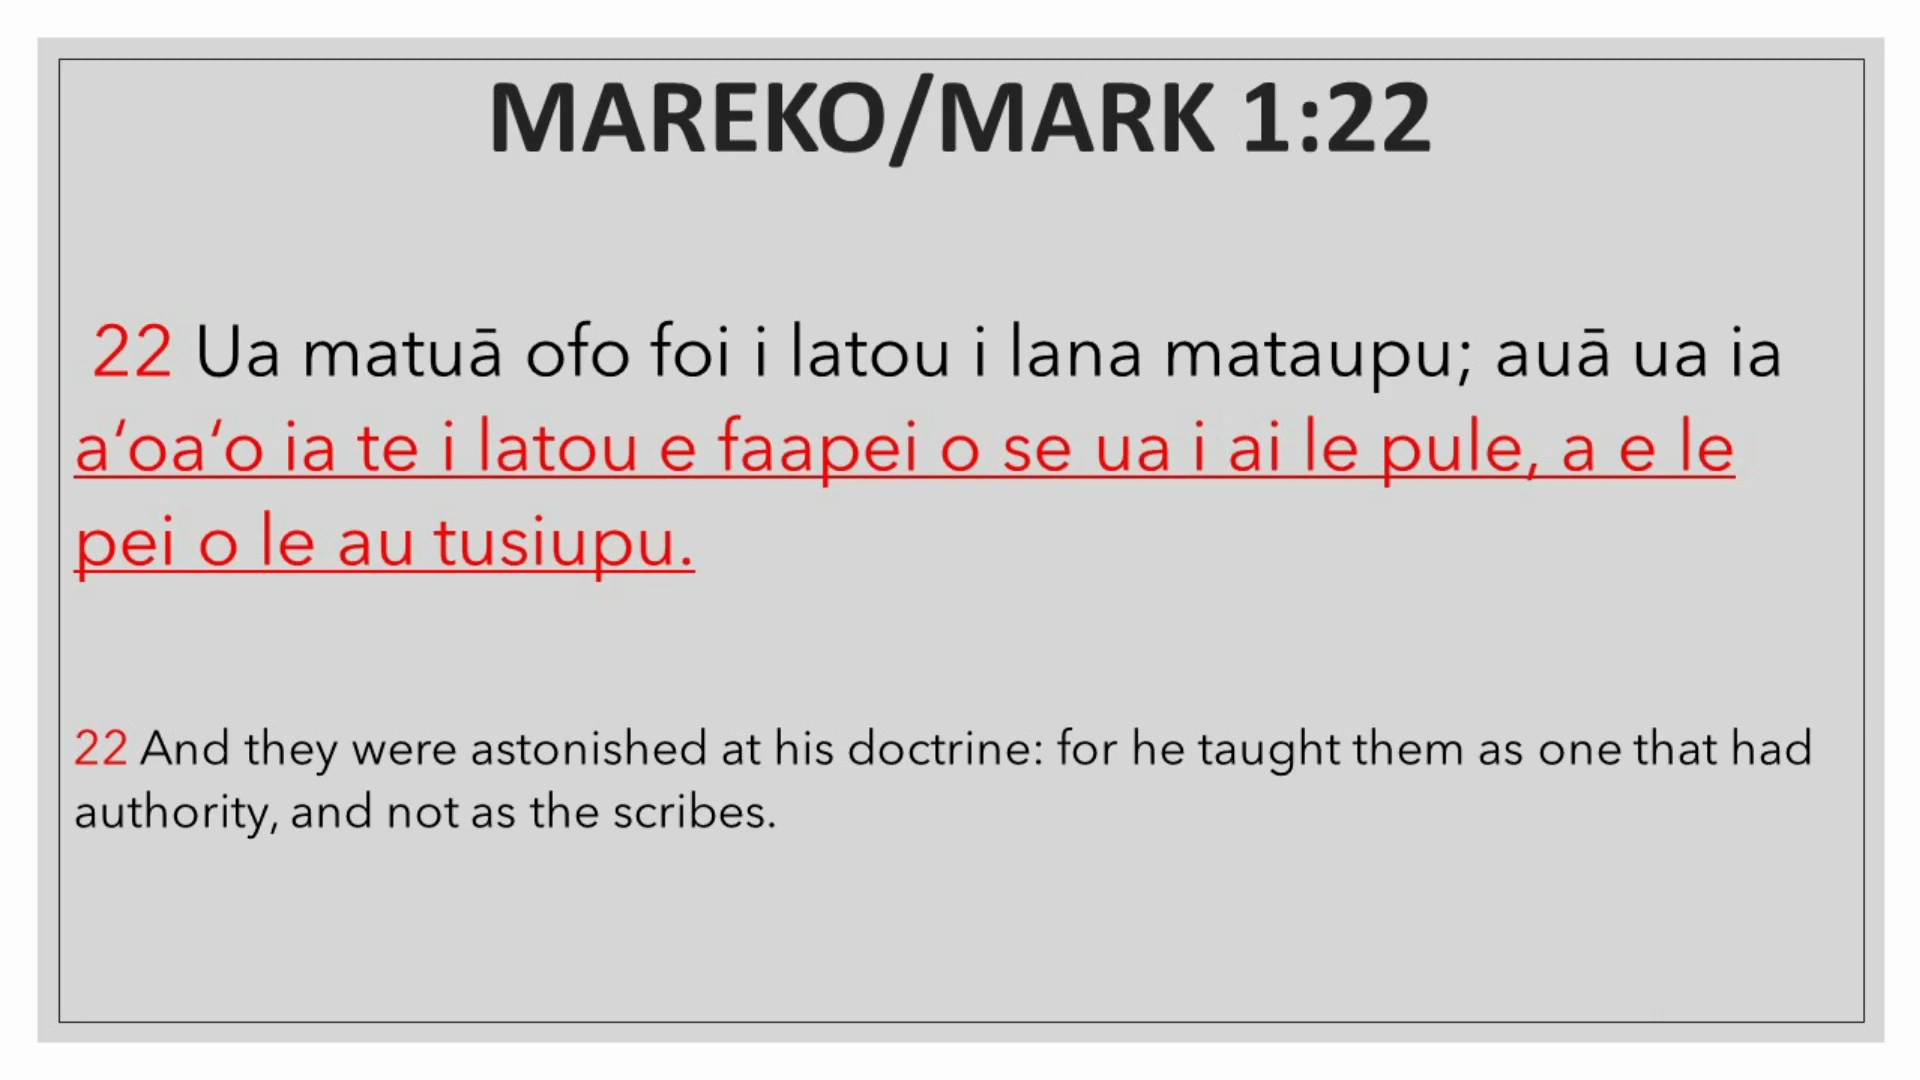 MAREKO/MARK 1:22
22 Ua matuā ofo foi i latou i lana mataupu; auā ua ia
a‘oa‘o ia te i latou e faapei o se ua i ai le pule, a e le
pei o le au tusiupu.
22 And they were astonished at his doctrine: for he taught them as one that had
authority, and not as the scribes.